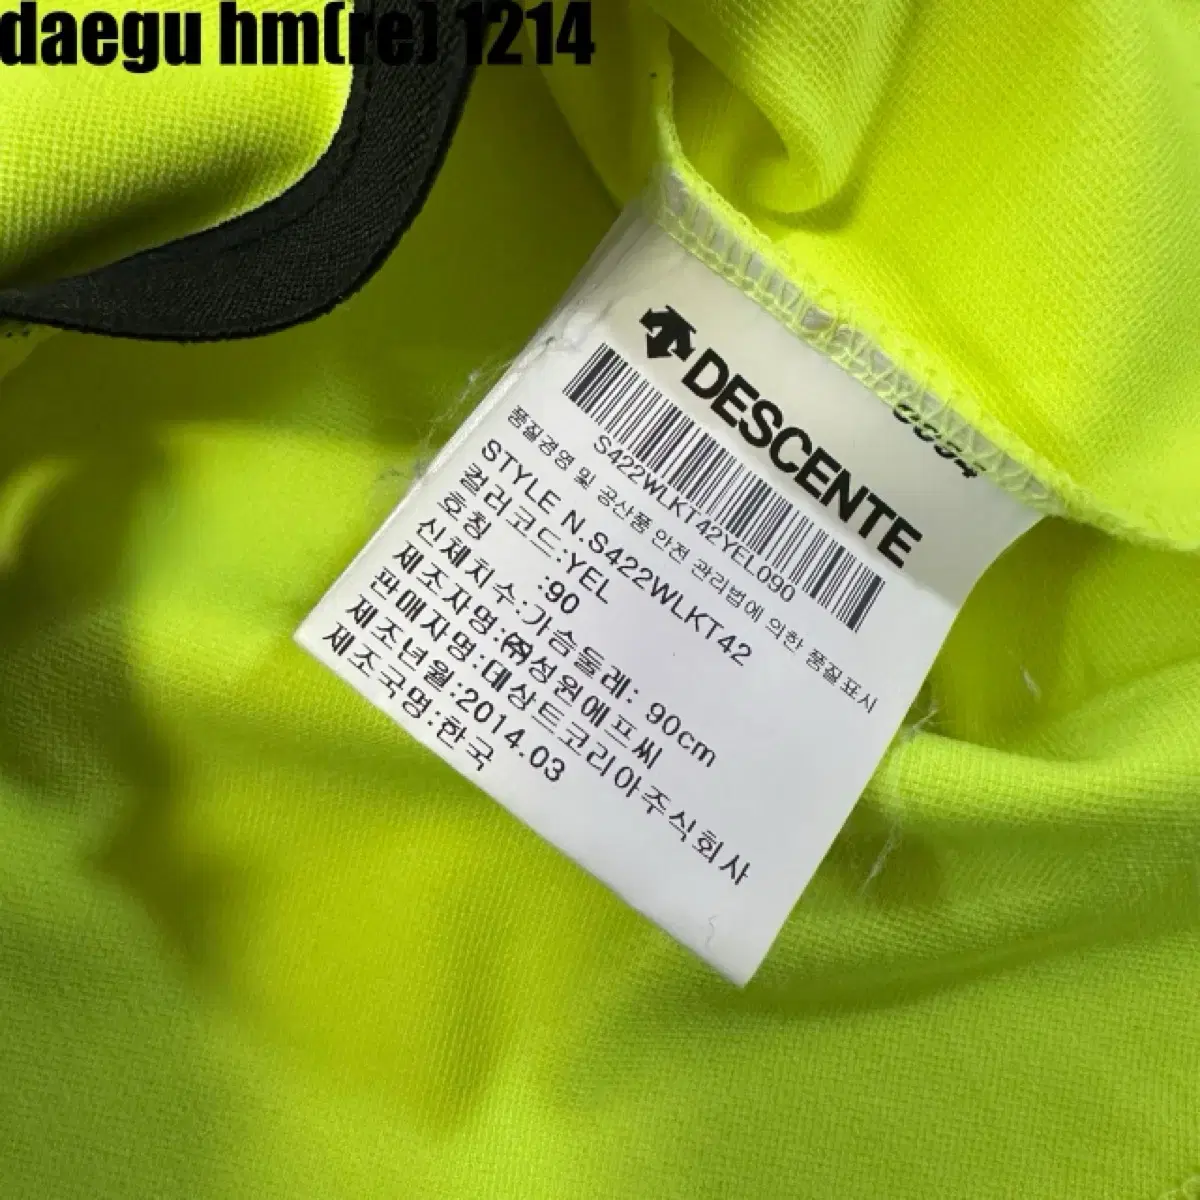 daegu hm(re) 1214
DESCENTE
S422WLKT42YEL090
품질경영 및 공산품 안전 관리법에 의한 품질표시
STYLE N.S422WLKT42
컬러코드:YEL
호칭 :90
신체치수:가슴둘레: 90cm
제조자명:㈜성원에프씨
판매자명:데상트코리아주식회사
제조년월:2014.03
제조국명:한국